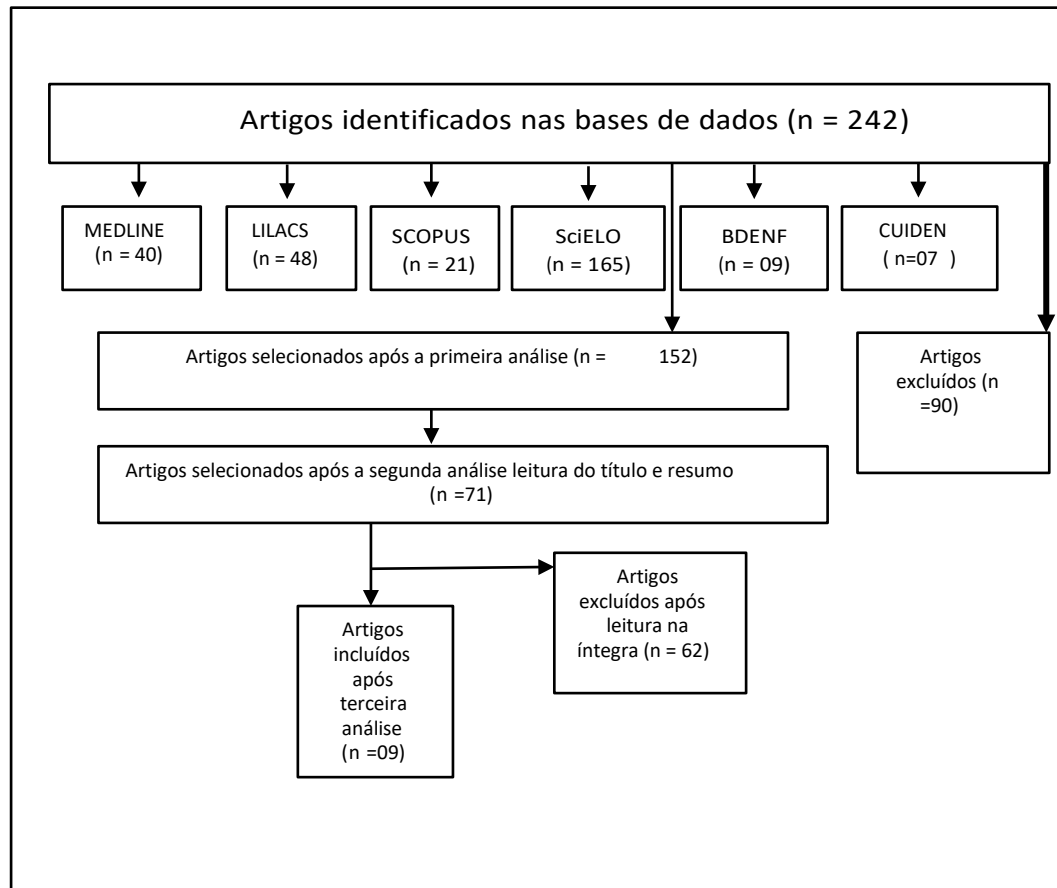 Artigos identificados nas bases de dados (n = 242)
MEDLINE
(n = 40)
LILACS
(n = 48)
SCOPUS
(n = 21)
SciELO
(n = 165)
BDENF
(n = 09)
CUIDEN
( n=07 )
Artigos selecionados após a primeira análise (n = 152)
Artigos
excluídos (n
=90)
Artigos selecionados após a segunda análise leitura do título e resumo
(n =71)
Artigos
excluídos após
leitura na
íntegra (n = 62)
Artigos
incluídos
após
terceira
análise
(n =09)